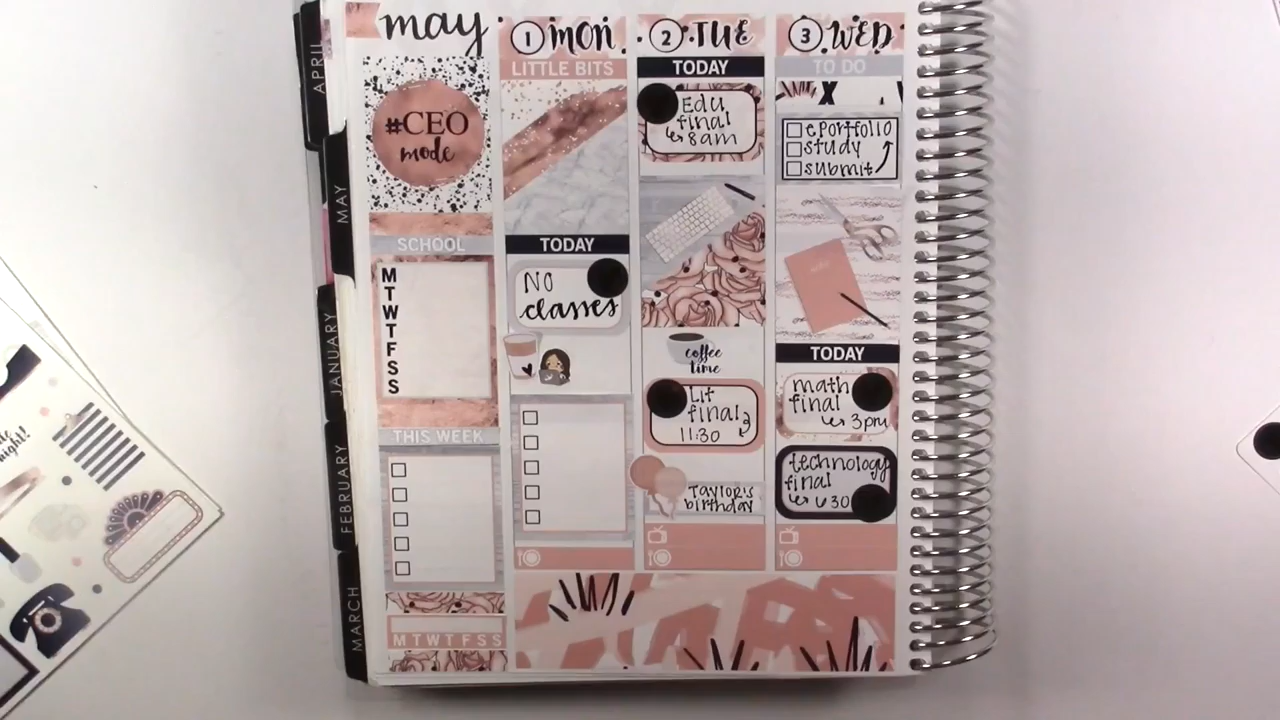 APRIL
MAY
JANUARY
FEBRUARY
MARCH
may
#CEO
mode
SCHOOL
M
T
W
T
F
S
S
THIS WEEK
M T W T F S S
1 MON
LITTLE BITS
TODAY
NO
classes
2 TUE
TODAY
Edu
final
↳ 8am
coffee
time
Lit
final
11:30
Taylor's
birthday
3 WED
TO DO
ePortfolio
study
submit
TODAY
math
final
↳ 3pm
technology
final
night!